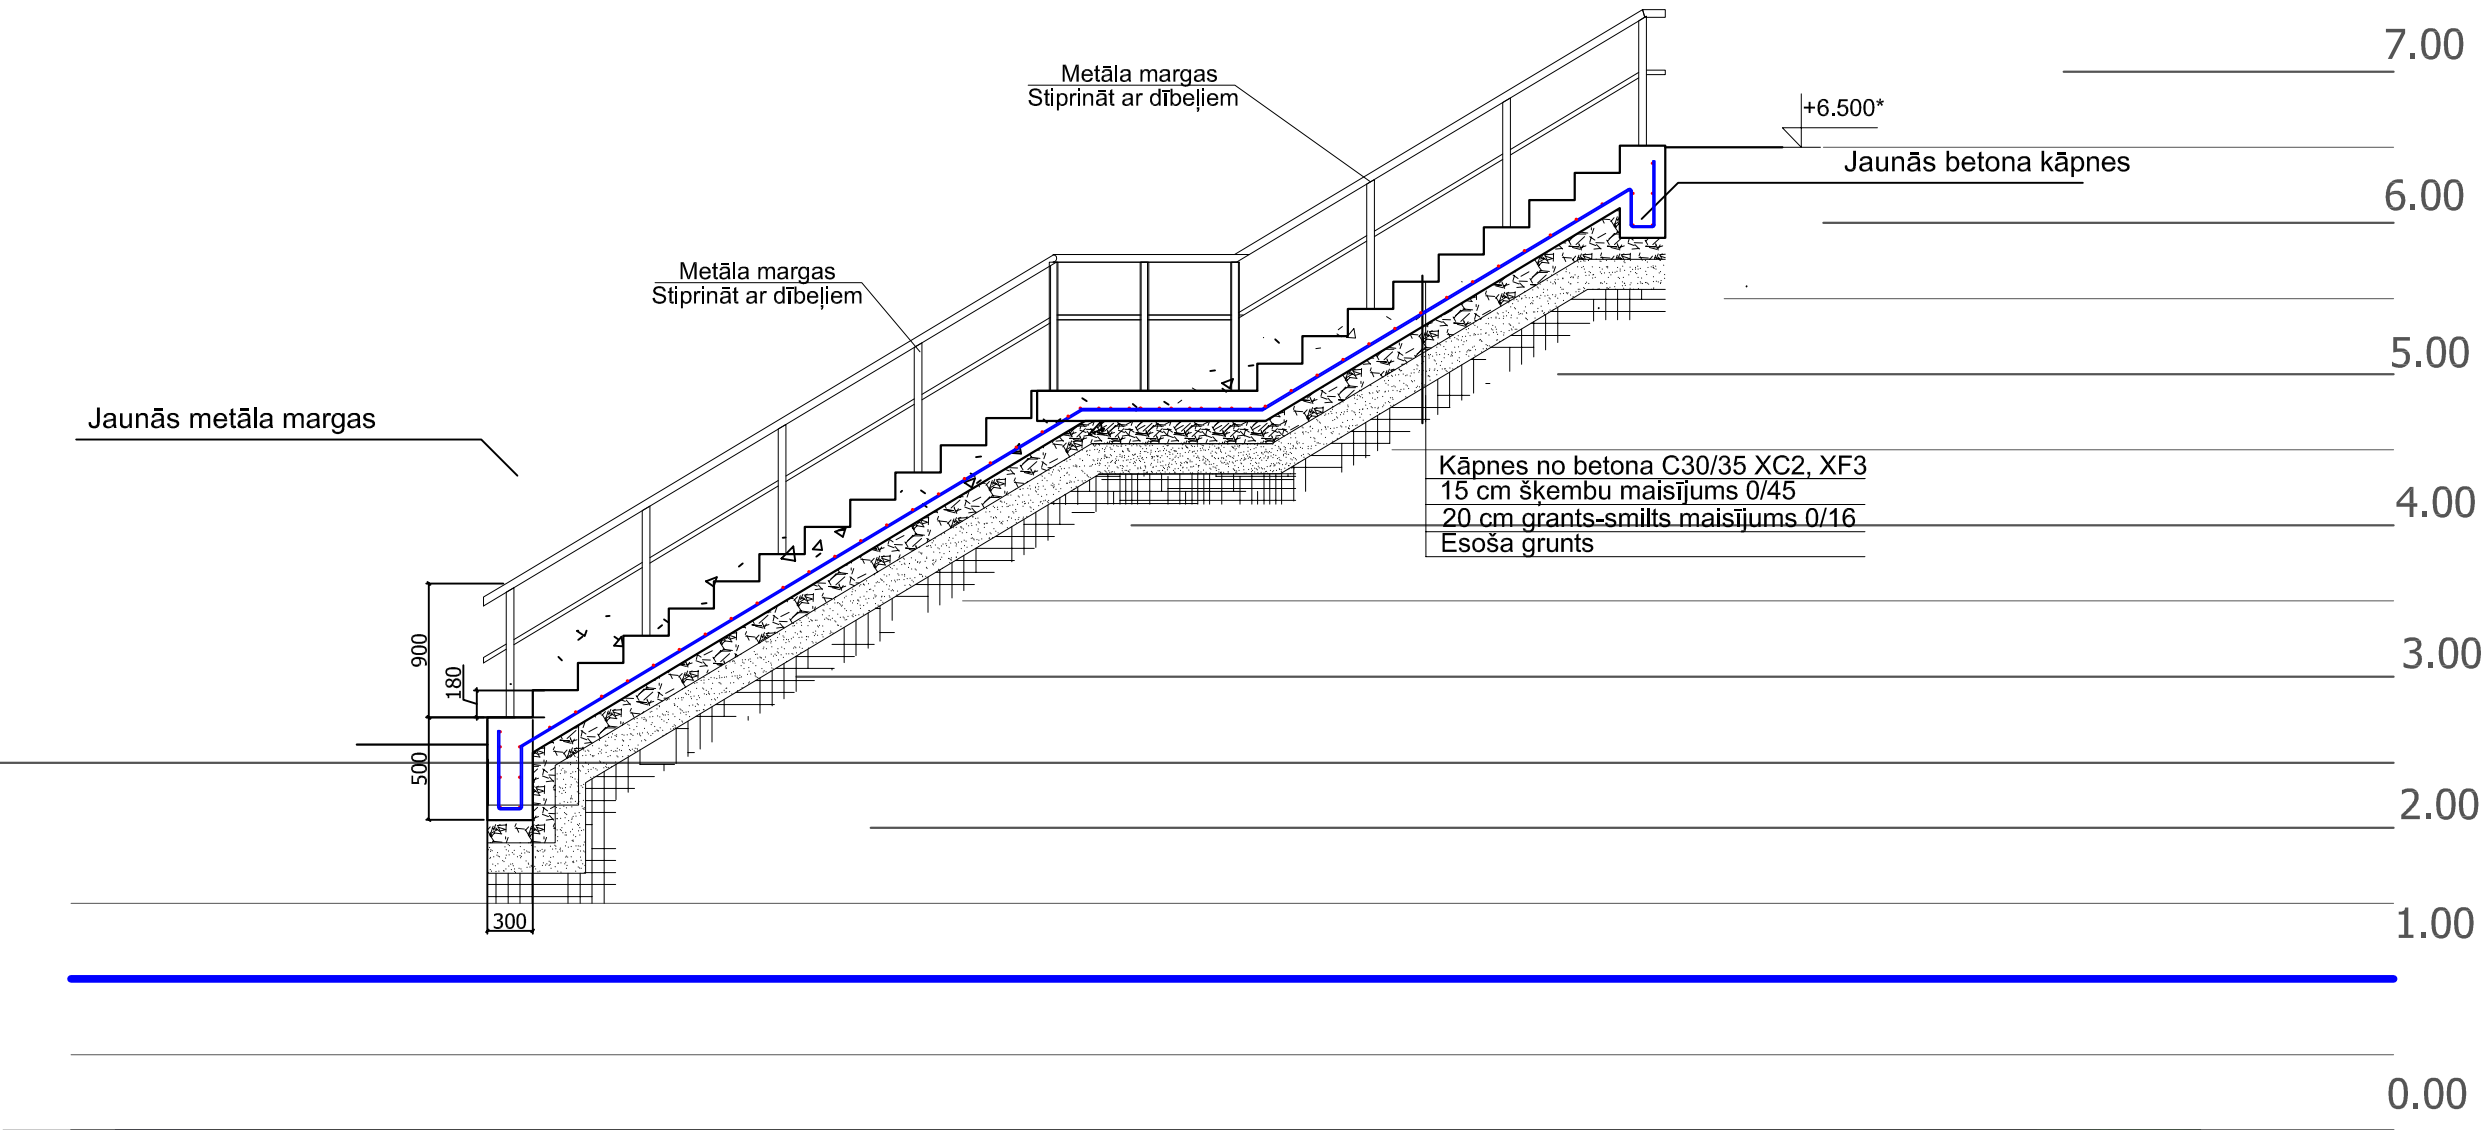 7.00
Metāla margas
Stiprināt ar dībeļiem
+6.500*
Jaunās betona kāpnes
6.00
Metāla margas
Stiprināt ar dībeļiem
5.00
Jaunās metāla margas
Kāpnes no betona C30/35 XC2, XF3
15 cm šķembu maisījums 0/45
20 cm grants-smilts maisījums 0/16
Esoša grunts
4.00
900
180
3.00
500
2.00
300
1.00
0.00